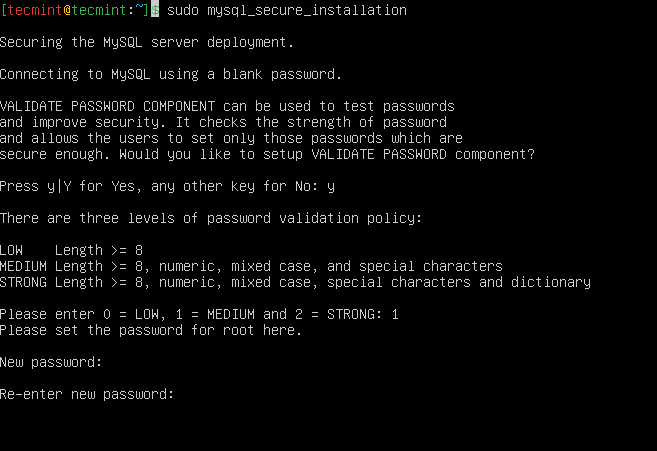 [tecmint@tecmint:~]$ sudo mysql_secure_installation
Securing the MySQL server deployment.
Connecting to MySQL using a blank password.
VALIDATE PASSWORD COMPONENT can be used to test passwords
and improve security. It checks the strength of password
and allows the users to set only those passwords which are
secure enough. Would you like to setup VALIDATE PASSWORD component?
Press y|Y for Yes, any other key for No: y
There are three levels of password validation policy:
LOW    Length >= 8
MEDIUM Length >= 8, numeric, mixed case, and special characters
STRONG Length >= 8, numeric, mixed case, special characters and dictionary
Please enter 0 = LOW, 1 = MEDIUM and 2 = STRONG: 1
Please set the password for root here.
New password:
Re-enter new password: